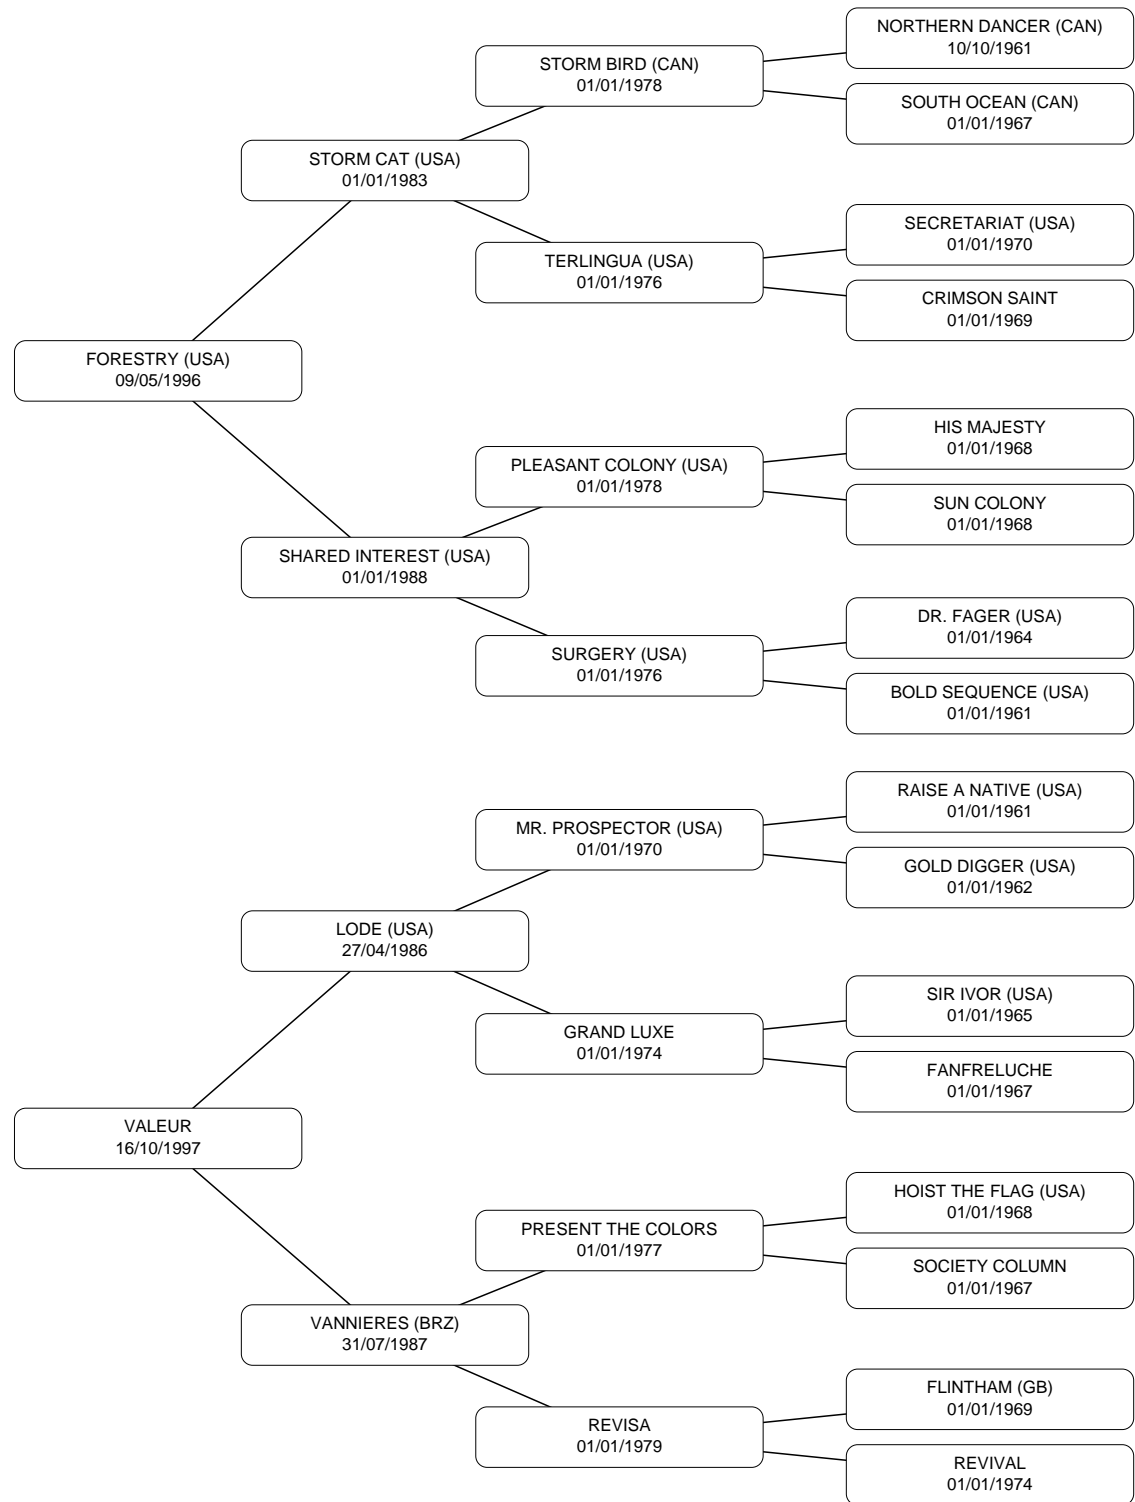 NORTHERN DANCER (CAN)
10/10/1961
STORM BIRD (CAN)
01/01/1978
SOUTH OCEAN (CAN)
01/01/1967
STORM CAT (USA)
01/01/1983
SECRETARIAT (USA)
01/01/1970
TERLINGUA (USA)
01/01/1976
CRIMSON SAINT
01/01/1969
FORESTRY (USA)
09/05/1996
HIS MAJESTY
01/01/1968
PLEASANT COLONY (USA)
01/01/1978
SUN COLONY
01/01/1968
SHARED INTEREST (USA)
01/01/1988
DR. FAGER (USA)
01/01/1964
SURGERY (USA)
01/01/1976
BOLD SEQUENCE (USA)
01/01/1961
RAISE A NATIVE (USA)
01/01/1961
MR. PROSPECTOR (USA)
01/01/1970
GOLD DIGGER (USA)
01/01/1962
LODE (USA)
27/04/1986
SIR IVOR (USA)
01/01/1965
GRAND LUXE
01/01/1974
FANFRELUCHE
01/01/1967
VALEUR
16/10/1997
HOIST THE FLAG (USA)
01/01/1968
PRESENT THE COLORS
01/01/1977
SOCIETY COLUMN
01/01/1967
VANNIERES (BRZ)
31/07/1987
FLINTHAM (GB)
01/01/1969
REVISA
01/01/1979
REVIVAL
01/01/1974